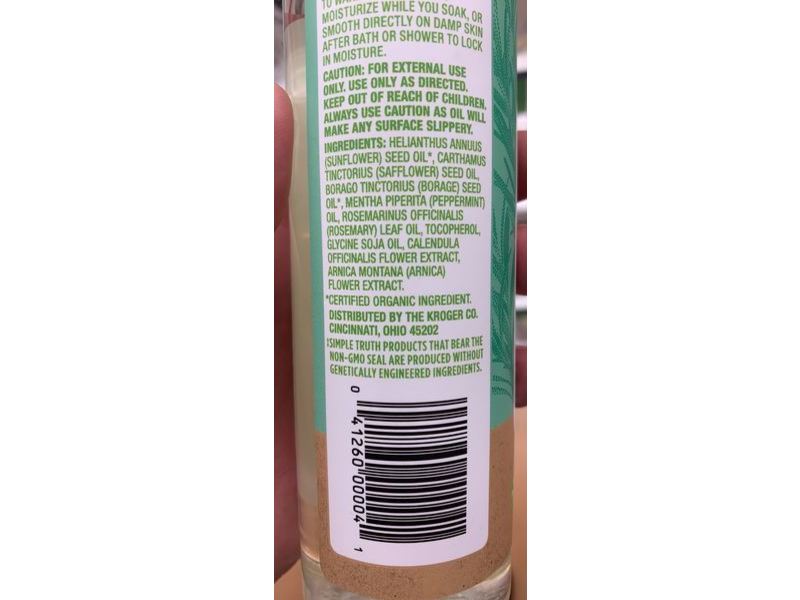 TO WAR
MOISTURIZE WHILE YOU SOAK, OR
SMOOTH DIRECTLY ON DAMP SKIN
AFTER BATH OR SHOWER TO LOCK
IN MOISTURE.
CAUTION: FOR EXTERNAL USE
ONLY. USE ONLY AS DIRECTED.
KEEP OUT OF REACH OF CHILDREN.
ALWAYS USE CAUTION AS OIL WILL
MAKE ANY SURFACE SLIPPERY.
INGREDIENTS: HELIANTHUS ANNUUS
(SUNFLOWER) SEED OIL*, CARTHAMUS
TINCTORIUS (SAFFLOWER) SEED OIL,
BORAGO TINCTORIUS (BORAGE) SEED
OIL*, MENTHA PIPERITA (PEPPERMINT)
OIL, ROSEMARINUS OFFICINALIS
(ROSEMARY) LEAF OIL, TOCOPHEROL,
GLYCINE SOJA OIL, CALENDULA
OFFICINALIS FLOWER EXTRACT,
ARNICA MONTANA (ARNICA)
FLOWER EXTRACT.
*CERTIFIED ORGANIC INGREDIENT.
DISTRIBUTED BY THE KROGER CO.
CINCINNATI, OHIO 45202
‡SIMPLE TRUTH PRODUCTS THAT BEAR THE
NON-GMO SEAL ARE PRODUCED WITHOUT
GENETICALLY ENGINEERED INGREDIENTS.
0 41260 00004 1